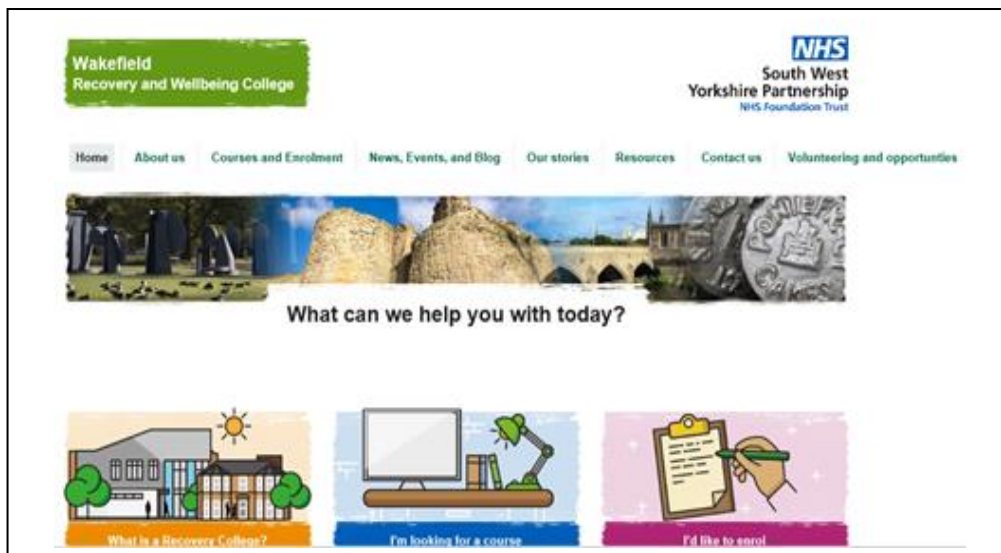 Wakefield
Recovery and Wellbeing College
NHS
South West
Yorkshire Partnership
NHS Foundation Trust
Home About us Courses and Enrolment News, Events, and Blog Our stories Resources Contact us Volunteering and opportunties
What can we help you with today?
What is a Recovery College? I'm looking for a course I'd like to enrol